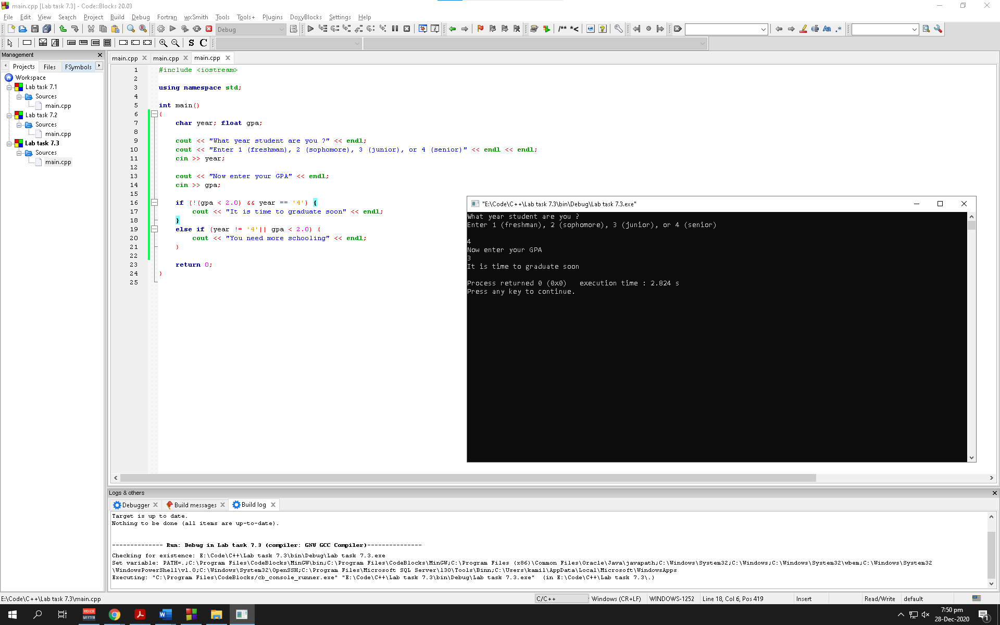 main.cpp [Lab task 7.3] - Code::Blocks 20.03
File Edit View Search Project Build Debug Fortran wxSmith Tools Tools+ Plugins DoxyBlocks Settings Help
Debug
/** *<
Aa .*
S C
Management
Projects Files FSymbols
Workspace
Lab task 7.1
Sources
main.cpp
Lab task 7.2
Sources
main.cpp
Lab task 7.3
Sources
main.cpp
main.cpp main.cpp main.cpp
1 #include <iostream>
2
3 using namespace std;
4
5 int main()
6 {
7 char year; float gpa;
8
9 cout << "What year student are you ?" << endl;
10 cout << "Enter 1 (freshman), 2 (sophomore), 3 (junior), or 4 (senior)" << endl << endl;
11 cin >> year;
12
13 cout << "Now enter your GPA" << endl;
14 cin >> gpa;
15
16 if (!(gpa < 2.0) && year == '4') {
17 cout << "It is time to graduate soon" << endl;
18 }
19 else if (year != '4'|| gpa < 2.0) {
20 cout << "You need more schooling" << endl;
21 }
22
23 return 0;
24 }
25
"E:\Code\C++\Lab task 7.3\bin\Debug\Lab task 7.3.exe"
What year student are you ?
Enter 1 (freshman), 2 (sophomore), 3 (junior), or 4 (senior)
4
Now enter your GPA
3
It is time to graduate soon
Process returned 0 (0x0) execution time : 2.824 s
Press any key to continue.
Logs & others
Debugger Build messages Build log
Target is up to date.
Nothing to be done (all items are up-to-date).
-------------- Run: Debug in Lab task 7.3 (compiler: GNU GCC Compiler)---------------
Checking for existence: E:\Code\C++\Lab task 7.3\bin\Debug\Lab task 7.3.exe
Set variable: PATH=.;C:\Program Files\CodeBlocks\MinGW\bin;C:\Program Files\CodeBlocks\MinGW;C:\Program Files (x86)\Common Files\Oracle\Java\javapath;C:\Windows\System32;C:\Windows;C:\Windows\System32\wbem;C:\Windows\System32
\WindowsPowerShell\v1.0;C:\Windows\System32\OpenSSH;C:\Program Files\Microsoft SQL Server\130\Tools\Binn;C:\Users\kamil\AppData\Local\Microsoft\WindowsApps
Executing: "C:\Program Files\CodeBlocks/cb_console_runner.exe" "E:\Code\C++\Lab task 7.3\bin\Debug\Lab task 7.3.exe" (in E:\Code\C++\Lab task 7.3\.)
E:\Code\C++\Lab task 7.3\main.cpp C/C++ Windows (CR+LF) WINDOWS-1252 Line 18, Col 6, Pos 419 Insert Read/Write default
VOICE
MEETER
7:50 pm
28-Dec-2020
1